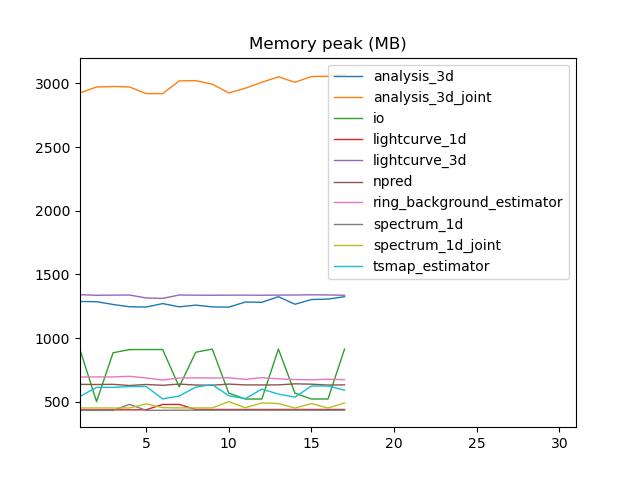 Memory peak (MB)
3000
2500
2000
1500
1000
500
analysis_3d
analysis_3d_joint
io
lightcurve_1d
lightcurve_3d
npred
ring_background_estimator
spectrum_1d
spectrum_1d_joint
tsmap_estimator
5 10 15 20 25 30